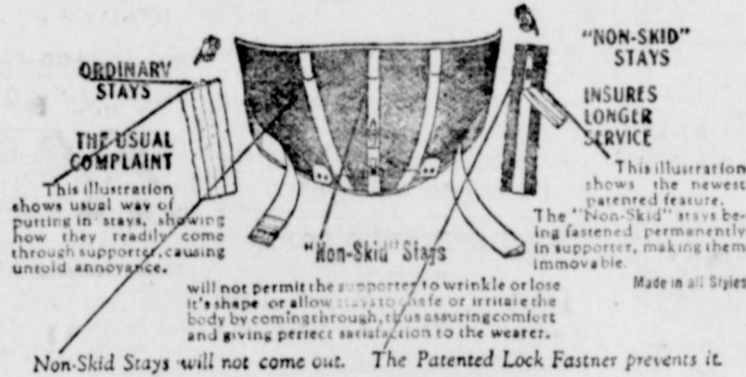 ORDINARY
STAYS
THE USUAL
COMPLAINT
This illustration
shows usual way of
putting in stays, showing
how they readily come
through supporter, causing
untold annoyance.
"NON-SKID"
STAYS
INSURES
LONGER
SERVICE
This illustration
shows the newest
patented feature.
The "Non-Skid" stays be-
ing fastened permanently
in supporter, making them
immovable.
Made in all Styles
"Non-Skid" Stays
will not permit the supporter to wrinkle or lose
it's shape or allow stays to chafe or irritate the
body by coming through, thus assuring comfort
and giving perfect satisfaction to the wearer.
Non-Skid Stays will not come out. The Patented Lock Fastner prevents it.